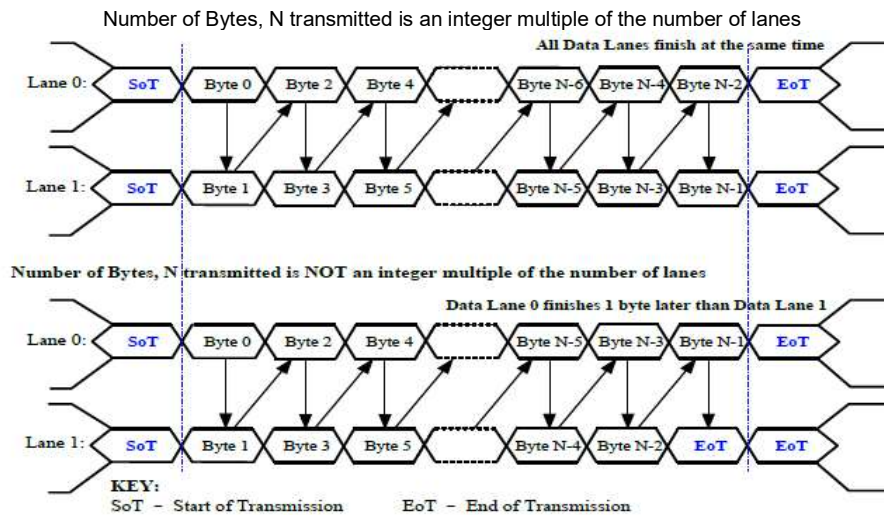 Number of Bytes, N transmitted is an integer multiple of the number of lanes
All Data Lanes finish at the same time
Lane 0: SoT Byte 0 Byte 2 Byte 4 Byte N-6 Byte N-4 Byte N-2 EoT
Lane 1: SoT Byte 1 Byte 3 Byte 5 Byte N-5 Byte N-3 Byte N-1 EoT
Number of Bytes, N transmitted is NOT an integer multiple of the number of lanes
Data Lane 0 finishes 1 byte later than Data Lane 1
Lane 0: SoT Byte 0 Byte 2 Byte 4 Byte N-5 Byte N-3 Byte N-1 EoT
Lane 1: SoT Byte 1 Byte 3 Byte 5 Byte N-4 Byte N-2 EoT EoT
KEY:
SoT – Start of Transmission EoT – End of Transmission